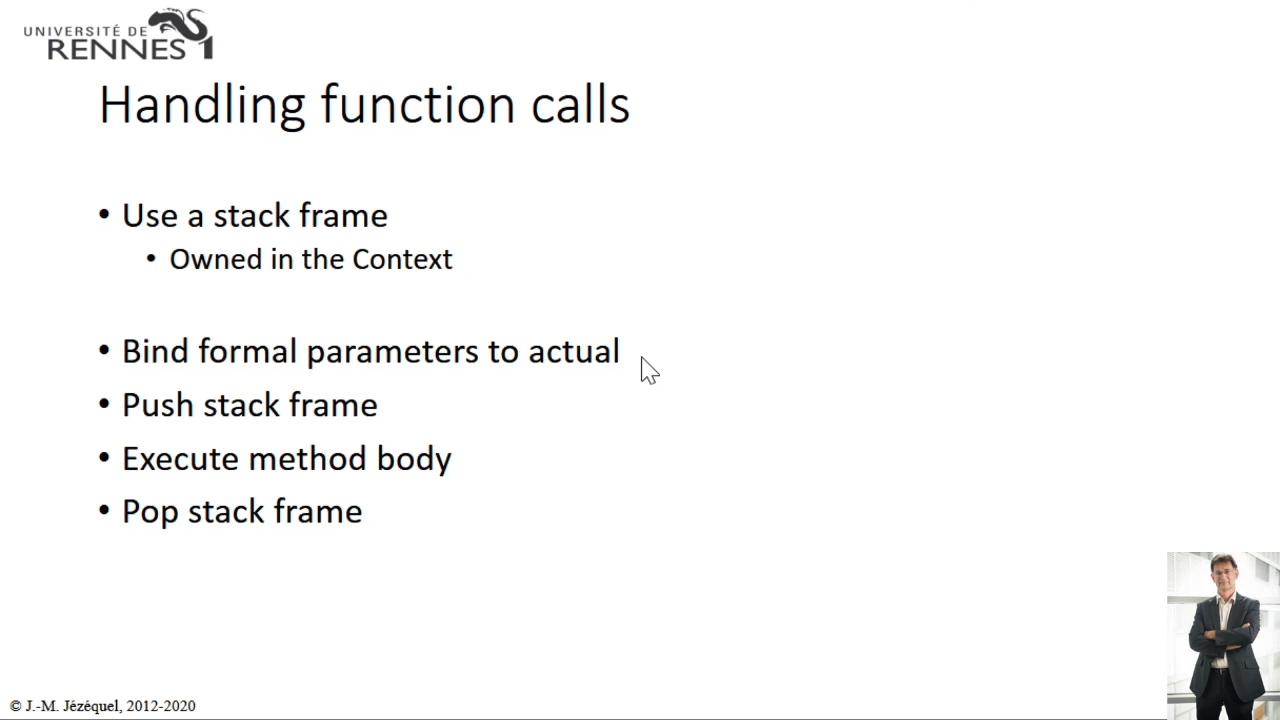 UNIVERSITÉ DE
RENNES 1
Handling function calls
• Use a stack frame
• Owned in the Context
• Bind formal parameters to actual
• Push stack frame
• Execute method body
• Pop stack frame
© J.-M. Jézéquel, 2012-2020